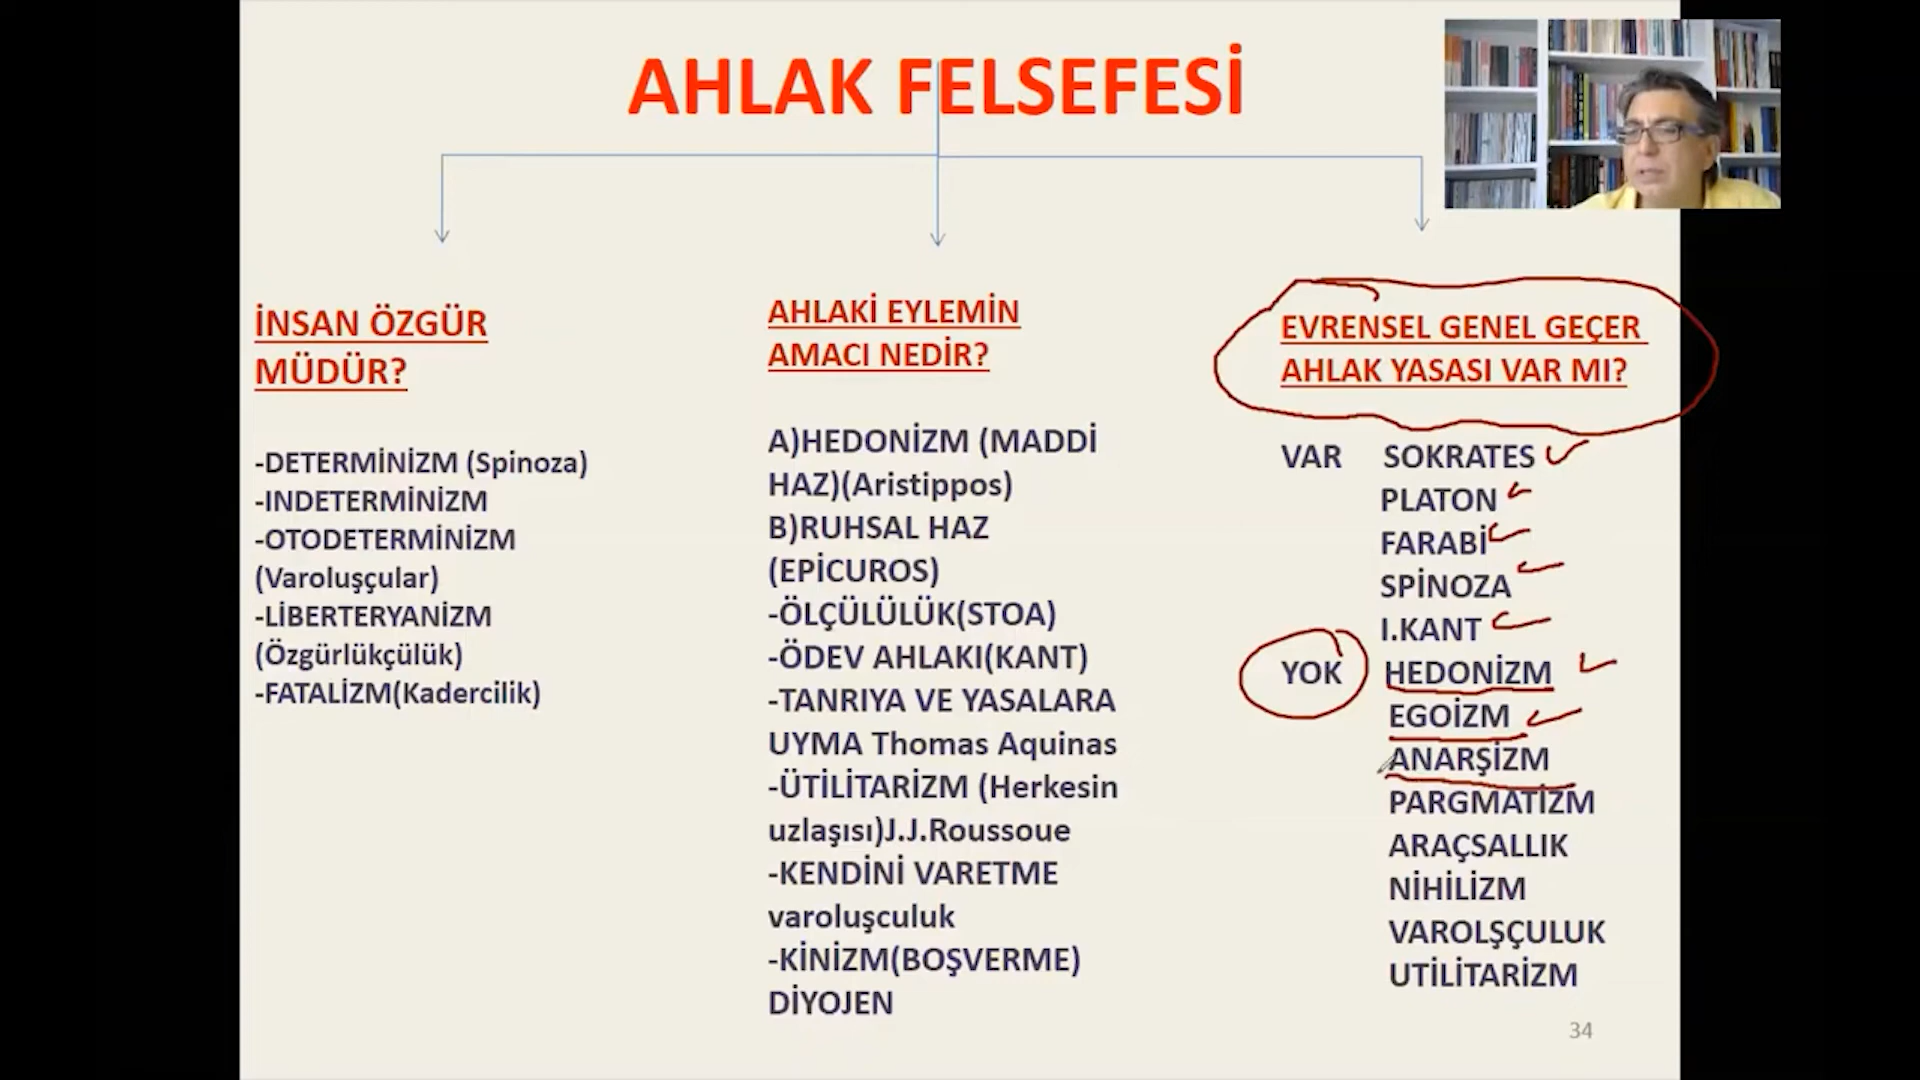 AHLAK FELSEFESİ
İNSAN ÖZGÜR
MÜDÜR?
-DETERMİNİZM (Spinoza)
-INDETERMİNİZM
-OTODETERMİNİZM
(Varoluşçular)
-LİBERTERYANİZM
(Özgürlükçülük)
-FATALİZM(Kadercilik)
AHLAKİ EYLEMİN
AMACI NEDİR?
A)HEDONİZM (MADDİ
HAZ)(Aristippos)
B)RUHSAL HAZ
(EPİCUROS)
-ÖLÇÜLÜLÜK(STOA)
-ÖDEV AHLAKI(KANT)
-TANRIYA VE YASALARA
UYMA Thomas Aquinas
-ÜTİLİTARİZM (Herkesin
uzlaşısı)J.J.Roussoue
-KENDİNİ VARETME
varoluşculuk
-KİNİZM(BOŞVERME)
DİYOJEN
EVRENSEL GENEL GEÇER
AHLAK YASASI VAR MI?
VAR SOKRATES
PLATON
FARABİ
SPİNOZA
I.KANT
YOK HEDONİZM
EGOİZM
ANARŞİZM
PARGMATİZM
ARAÇSALLIK
NİHİLİZM
VAROLŞÇULUK
UTİLİTARİZM
34